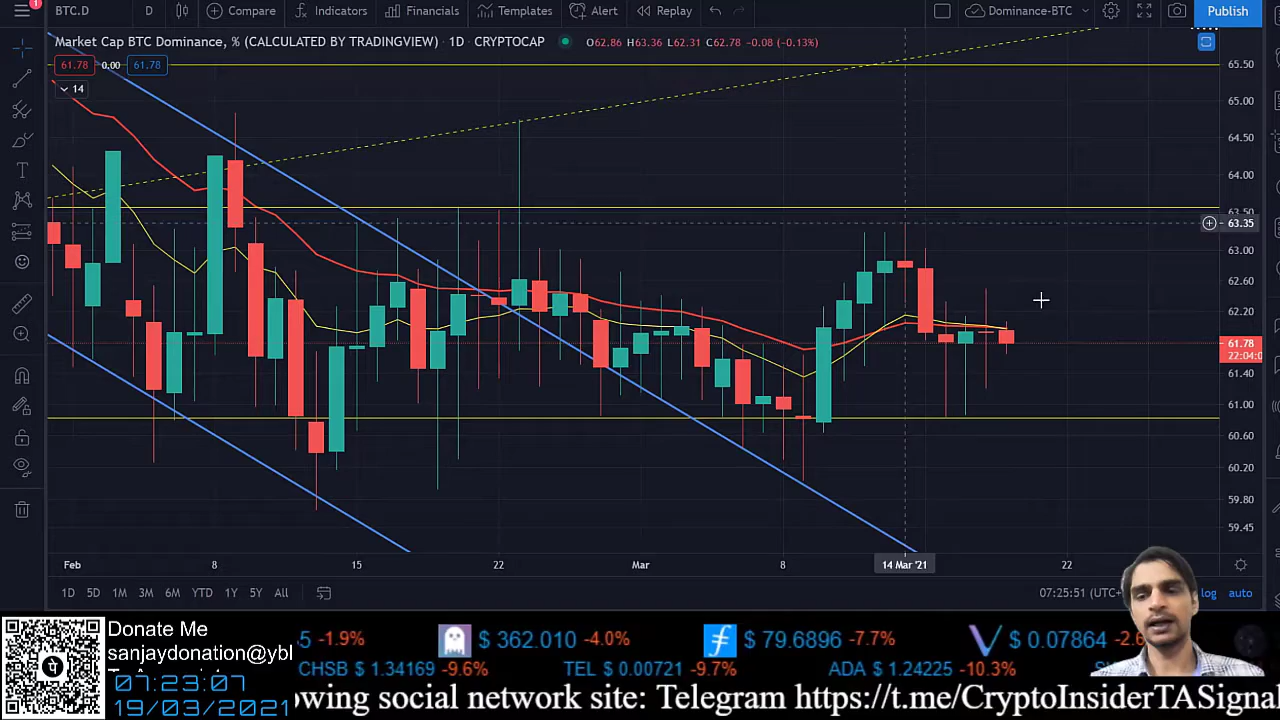 BTC.D D Compare Indicators Financials Templates Alert Replay Dominance-BTC Publish
Market Cap BTC Dominance, % (CALCULATED BY TRADINGVIEW) · 1D · CRYPTOCAP O62.86 H63.36 L62.31 C62.78 -0.08 (-0.13%)
61.78 0.00 61.78
14
65.50
65.00
64.50
64.00
63.50
63.35
63.00
62.60
62.20
61.78
22:04:0
61.40
61.00
60.60
60.20
59.80
59.45
Feb 8 15 22 Mar 8 14 Mar '21 22
1D 5D 1M 3M 6M YTD 1Y 5Y All 07:25:51 (UTC+ log auto
Donate Me
sanjaydonation@ybl
07:23:07
19/03/2021
5 -1.9% $ 362.010 -4.0% $ 79.6896 -7.7% $ 0.07864 -2.6
CHSB $ 1.34169 -9.6% TEL $ 0.00721 -9.7% ADA $ 1.24225 -10.3%
owing social network site: Telegram https://t.me/CryptoInsiderTASignal